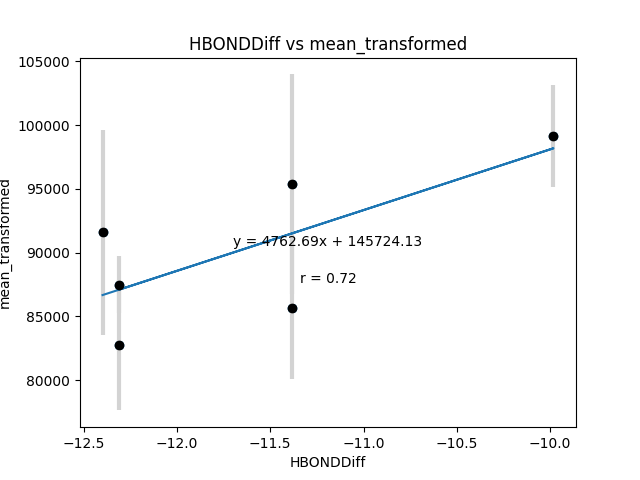 HBONDDiff vs mean_transformed
105000
100000
95000
90000
85000
80000
mean_transformed
y = 4762.69x + 145724.13
r = 0.72
−12.5 −12.0 −11.5 −11.0 −10.5 −10.0
HBONDDiff